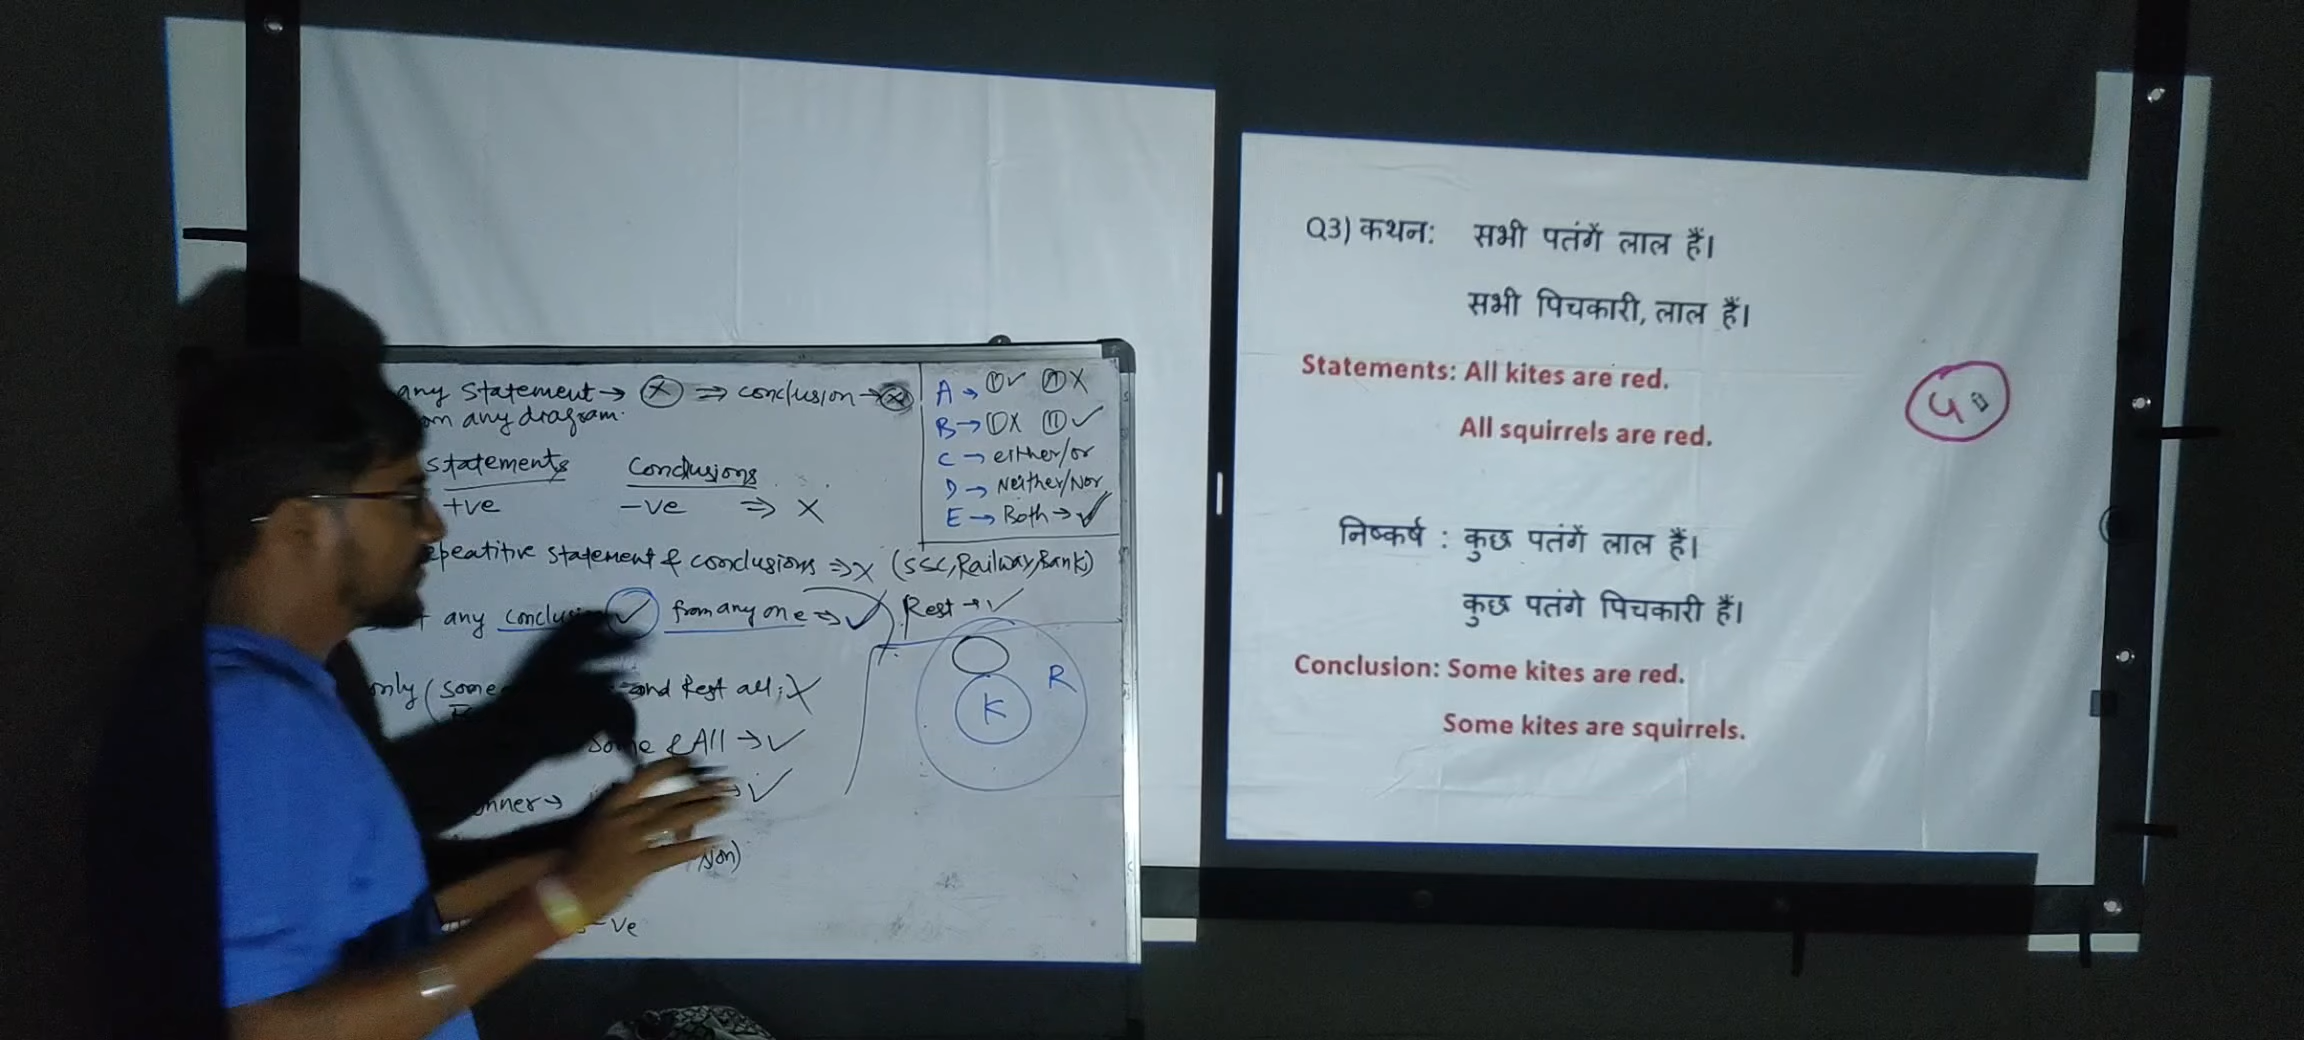 any Statement → ⊗ ⇒ conclusion → ⊗
any diagram.
statements conclusions
+ve -ve ⇒ ×
statement & conclusions ⇒ × (SSC, Railway, Bank)
any ✓ from any one ⇒ ✓ Rest → ✓
only (some and Rest all; ×
Some & All → ✓
→ ✓
-ve
A → Ⓘ✓ Ⓘ Ⓘ×
B → Ⓘ× Ⓘ Ⓘ✓
C → either/or
D → Neither/Nor
E → Both → ✓
R
K
Q3) कथन: सभी पतंगें लाल हैं।
सभी पिचकारी, लाल हैं।
Statements: All kites are red.
All squirrels are red.
निष्कर्ष : कुछ पतंगें लाल हैं।
कुछ पतंगे पिचकारी हैं।
Conclusion: Some kites are red.
Some kites are squirrels.